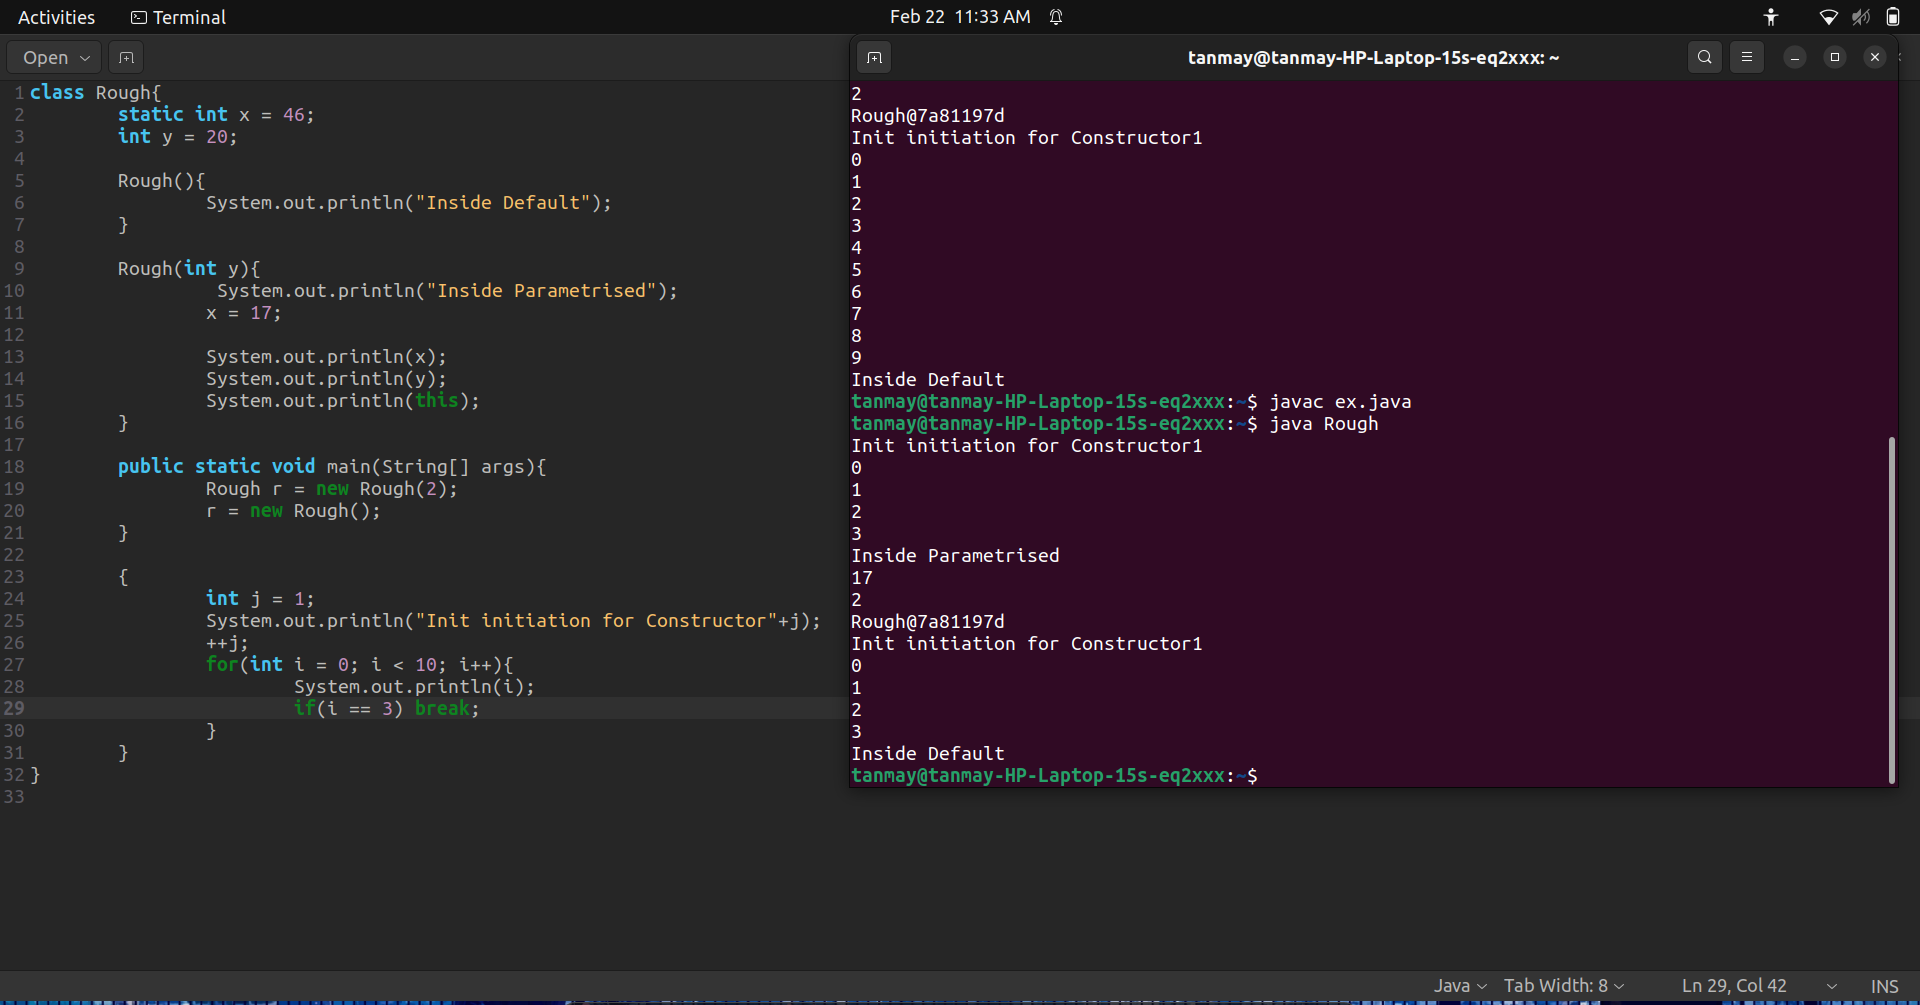 Activities Terminal Feb 22 11:33 AM
Open
1 class Rough{
2 static int x = 46;
3 int y = 20;
4
5 Rough(){
6 System.out.println("Inside Default");
7 }
8
9 Rough(int y){
10 System.out.println("Inside Parametrised");
11 x = 17;
12
13 System.out.println(x);
14 System.out.println(y);
15 System.out.println(this);
16 }
17
18 public static void main(String[] args){
19 Rough r = new Rough(2);
20 r = new Rough();
21 }
22
23 {
24 int j = 1;
25 System.out.println("Init initiation for Constructor"+j);
26 ++j;
27 for(int i = 0; i < 10; i++){
28 System.out.println(i);
29 if(i == 3) break;
30 }
31 }
32 }
33
tanmay@tanmay-HP-Laptop-15s-eq2xxx: ~
2
Rough@7a81197d
Init initiation for Constructor1
0
1
2
3
4
5
6
7
8
9
Inside Default
tanmay@tanmay-HP-Laptop-15s-eq2xxx:~$ javac ex.java
tanmay@tanmay-HP-Laptop-15s-eq2xxx:~$ java Rough
Init initiation for Constructor1
0
1
2
3
Inside Parametrised
17
2
Rough@7a81197d
Init initiation for Constructor1
0
1
2
3
Inside Default
tanmay@tanmay-HP-Laptop-15s-eq2xxx:~$
Java Tab Width: 8 Ln 29, Col 42 INS